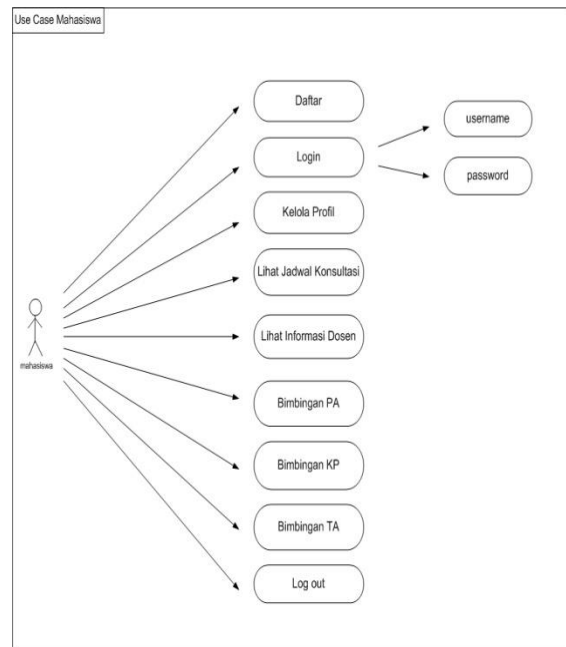 Use Case Mahasiswa
Daftar
Login
username
password
Kelola Profil
Lihat Jadwal Konsultasi
Lihat Informasi Dosen
mahasiswa
Bimbingan PA
Bimbingan KP
Bimbingan TA
Log out